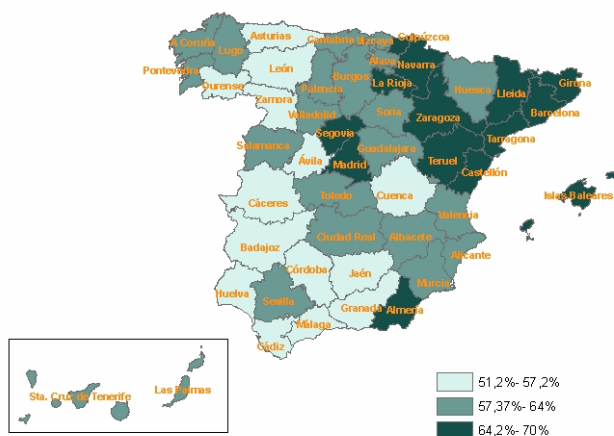 Asturias
Cantabria
Vizcaya
Guipúzcoa
A Coruña
Lugo
Alava
Navarra
León
Pontevedra
Burgos
La Rioja
Huesca
Lleida
Girona
Ourense
Palencia
Zamora
Valladolid
Soria
Zaragoza
Barcelona
Segovia
Tarragona
Salamanca
Guadalajara
Ávila
Madrid
Teruel
Castellón
Toledo
Cuenca
Islas Baleares
Cáceres
Valencia
Badajoz
Ciudad Real
Albacete
Alicante
Córdoba
Jaén
Murcia
Huelva
Sevilla
Granada
Almería
Málaga
Cádiz
Sta. Cruz de Tenerife
Las Palmas
51,2%- 57,2%
57,37%- 64%
64,2%- 70%